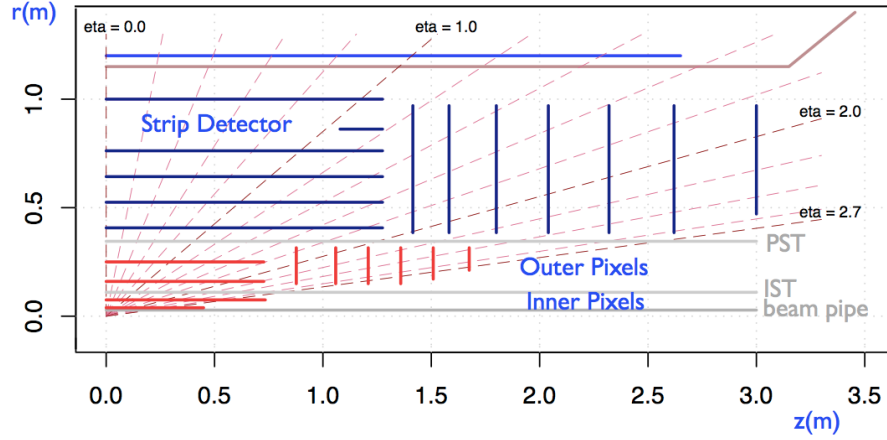 r(m)
eta = 0.0
eta = 1.0
1.0
Strip Detector
eta = 2.0
0.5
eta = 2.7
PST
Outer Pixels
IST
Inner Pixels
beam pipe
0.0
0.0 0.5 1.0 1.5 2.0 2.5 3.0 3.5
z(m)